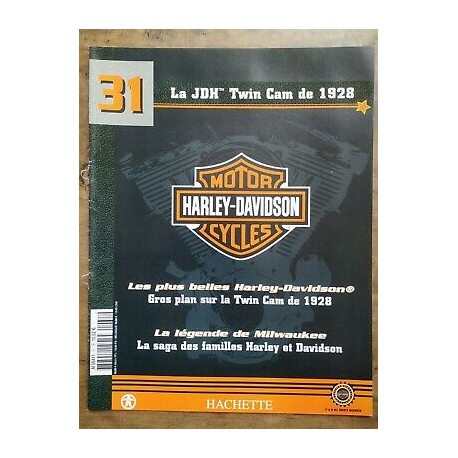 31
La JDH™ Twin Cam de 1928
MOTOR
HARLEY-DAVIDSON
CYCLES
Les plus belles Harley-Davidson®
Gros plan sur la Twin Cam de 1928
La légende de Milwaukee
La saga des familles Harley et Davidson
HACHETTE